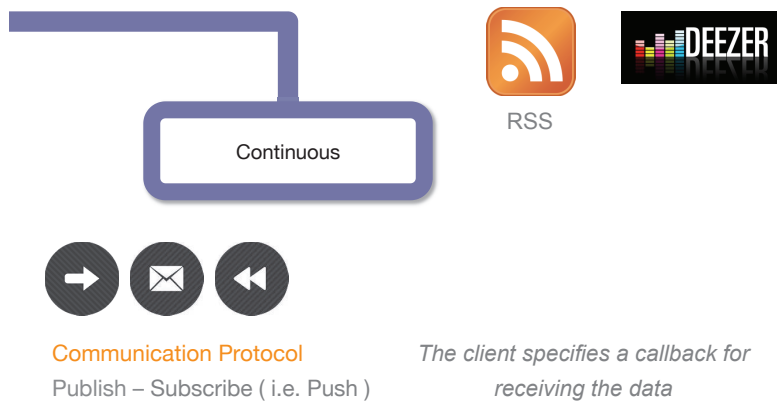 DEEZER
RSS
Continuous
Communication Protocol
Publish – Subscribe ( i.e. Push )
The client specifies a callback for
receiving the data